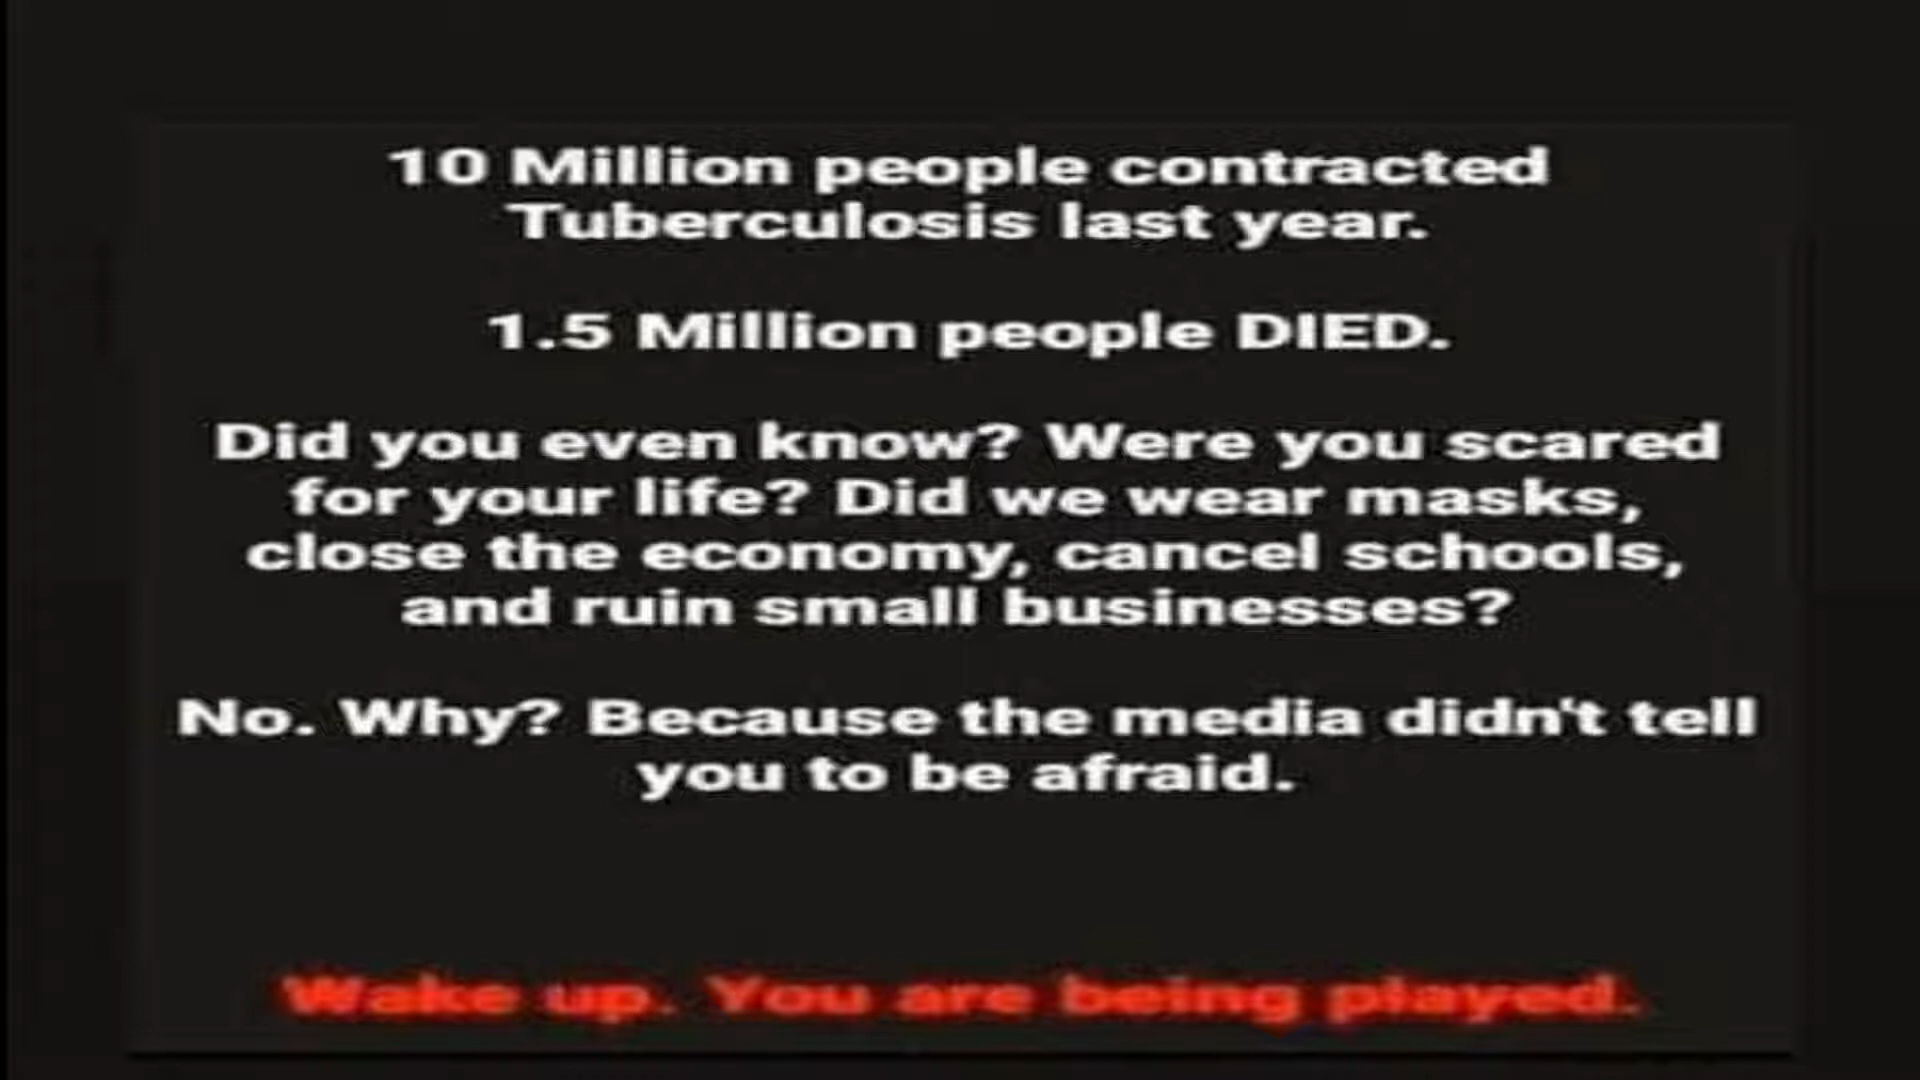 10 Million people contracted
Tuberculosis last year.
1.5 Million people DIED.
Did you even know? Were you scared
for your life? Did we wear masks,
close the economy, cancel schools,
and ruin small businesses?
No. Why? Because the media didn't tell
you to be afraid.
Wake up. You are being played.